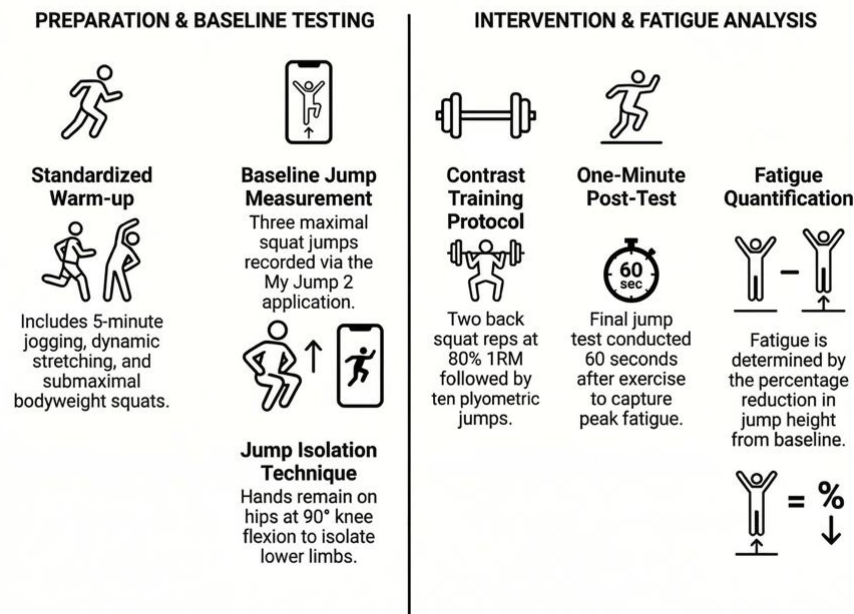 PREPARATION & BASELINE TESTING
Standardized
Warm-up
Includes 5-minute
jogging, dynamic
stretching, and
submaximal
bodyweight squats.
Baseline Jump
Measurement
Three maximal
squat jumps
recorded via the
My Jump 2
application.
Jump Isolation
Technique
Hands remain on
hips at 90° knee
flexion to isolate
lower limbs.
INTERVENTION & FATIGUE ANALYSIS
Contrast
Training
Protocol
Two back
squat reps at
80% 1RM
followed by
ten plyometric
jumps.
One-Minute
Post-Test
60
sec
Final jump
test conducted
60 seconds
after exercise
to capture
peak fatigue.
Fatigue
Quantification
–
Fatigue is
determined by
the percentage
reduction in
jump height
from baseline.
= %